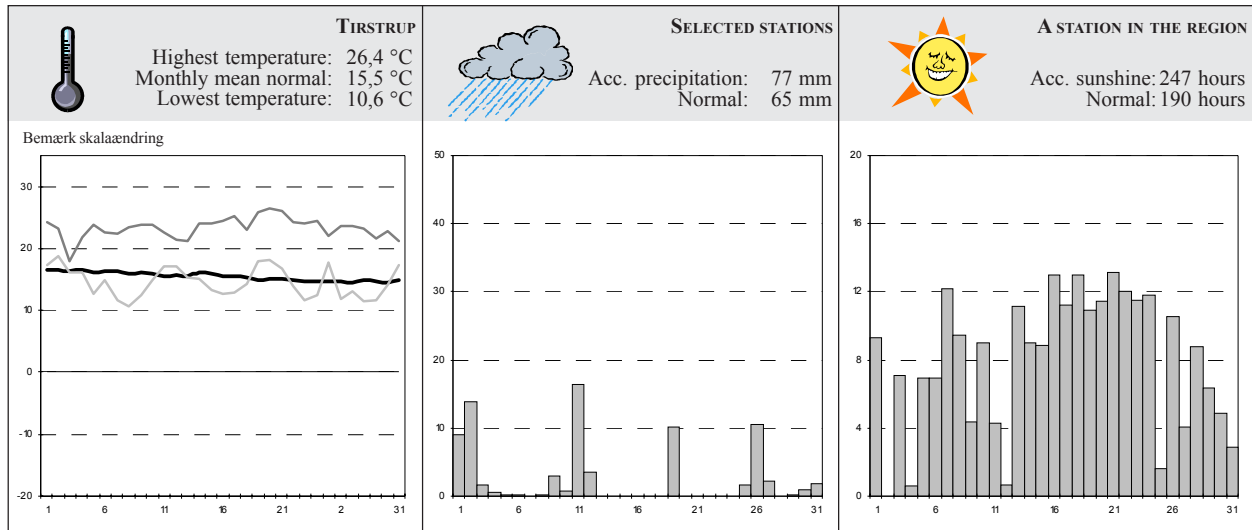 TIRSTRUP
Highest temperature: 26,4 °C
Monthly mean normal: 15,5 °C
Lowest temperature: 10,6 °C
SELECTED STATIONS
Acc. precipitation: 77 mm
Normal: 65 mm
A STATION IN THE REGION
Acc. sunshine: 247 hours
Normal: 190 hours
Bemærk skalaændring
30
20
10
0
-10
-20
1 6 11 16 21 2 31
50
40
30
20
10
0
1 6 11 16 21 26 31
20
16
12
8
4
0
1 6 11 16 21 26 31